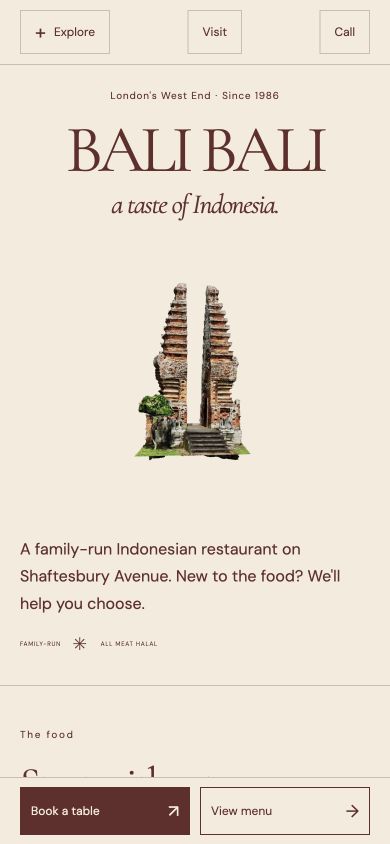 Explore
Visit
Call
London's West End · Since 1986
BALI BALI
a taste of Indonesia.
A family-run Indonesian restaurant on
Shaftesbury Avenue. New to the food? We'll
help you choose.
FAMILY-RUN
ALL MEAT HALAL
The food
Book a table
View menu